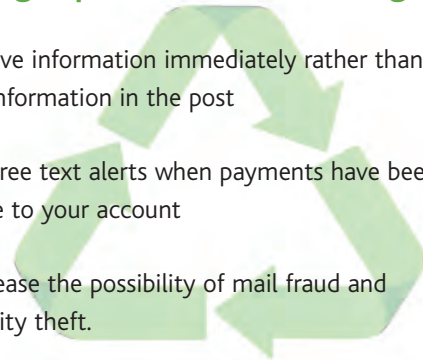 ve information immediately rather than
nformation in the post
ree text alerts when payments have bee
e to your account
ease the possibility of mail fraud and
ity theft.